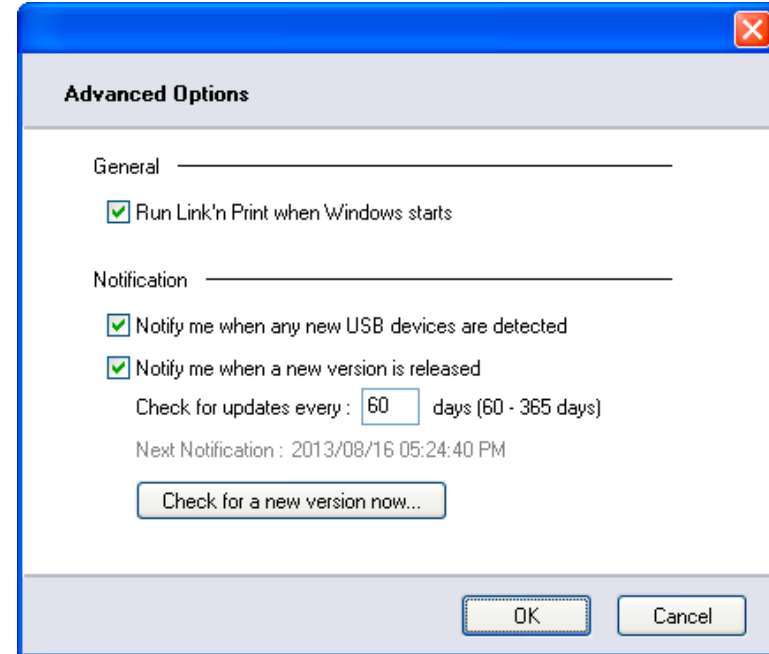 Advanced Options
General
Run Link'n Print when Windows starts
Notification
Notify me when any new USB devices are detected
Notify me when a new version is released
Check for updates every : 60 days (60 - 365 days)
Next Notification : 2013/08/16 05:24:40 PM
Check for a new version now...
OK Cancel